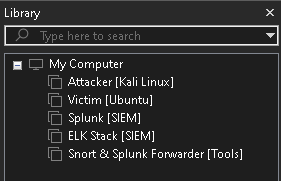 Library
Type here to search
My Computer
Attacker [Kali Linux]
Victim [Ubuntu]
Splunk [SIEM]
ELK Stack [SIEM]
Snort & Splunk Forwarder [Tools]